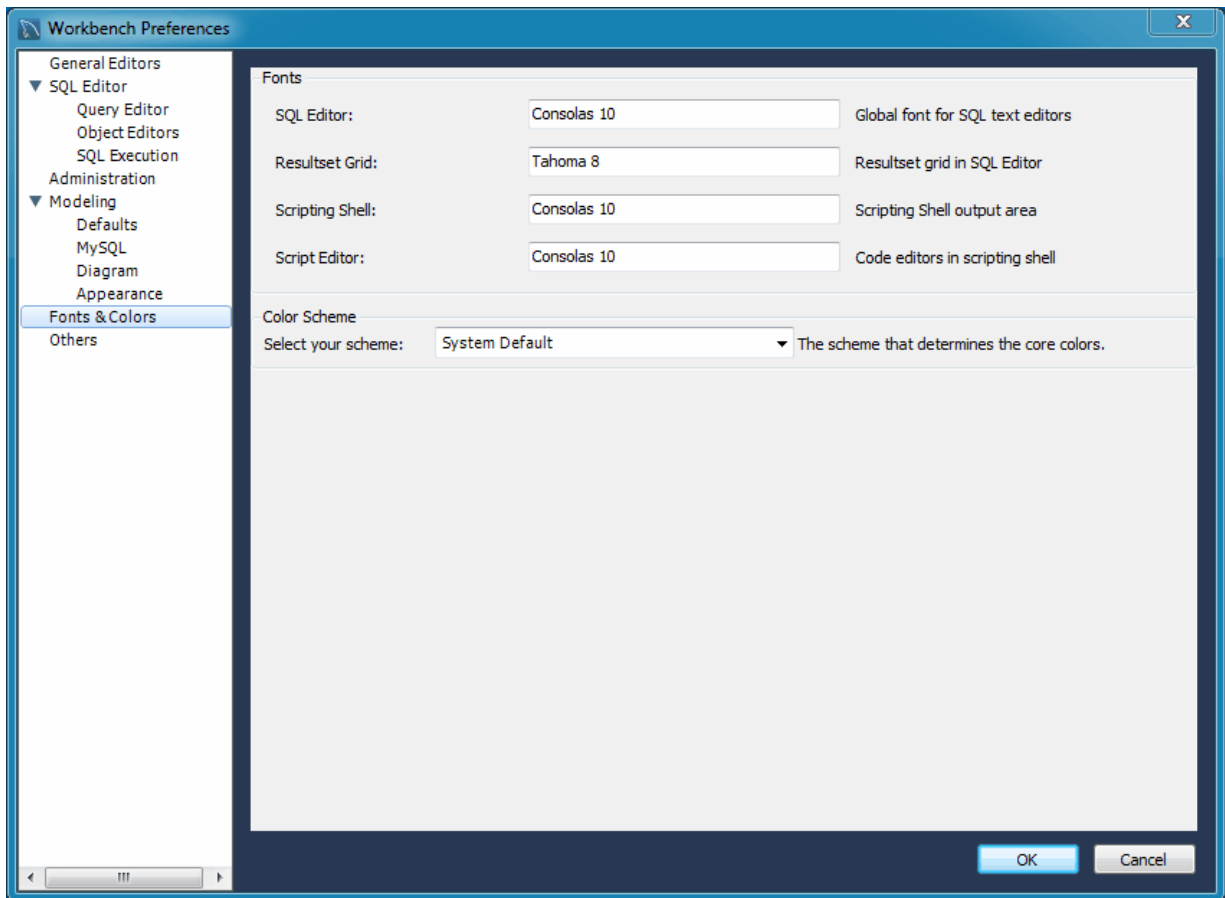 Workbench Preferences
X
General Editors
SQL Editor
Query Editor
Object Editors
SQL Execution
Administration
Modeling
Defaults
MySQL
Diagram
Appearance
Fonts & Colors
Others
Fonts
SQL Editor: Consolas 10 Global font for SQL text editors
Resultset Grid: Tahoma 8 Resultset grid in SQL Editor
Scripting Shell: Consolas 10 Scripting Shell output area
Script Editor: Consolas 10 Code editors in scripting shell
Color Scheme
Select your scheme: System Default The scheme that determines the core colors.
OK Cancel